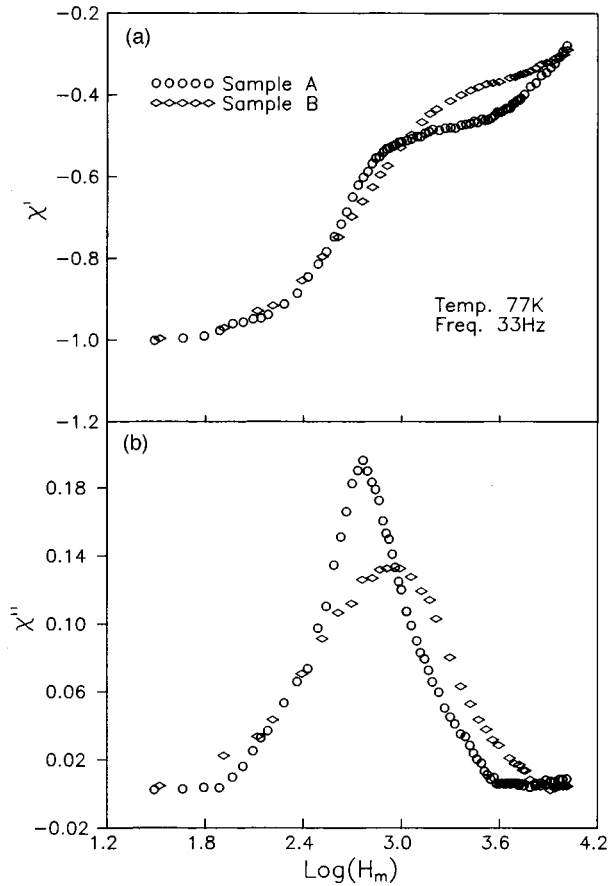 (a)
Sample A
Sample B
Temp. 77K
Freq. 33Hz
χ'
-0.2
-0.4
-0.6
-0.8
-1.0
-1.2
(b)
χ''
0.18
0.14
0.10
0.06
0.02
-0.02
1.2 1.8 2.4 3.0 3.6 4.2
Log(Hₘ)